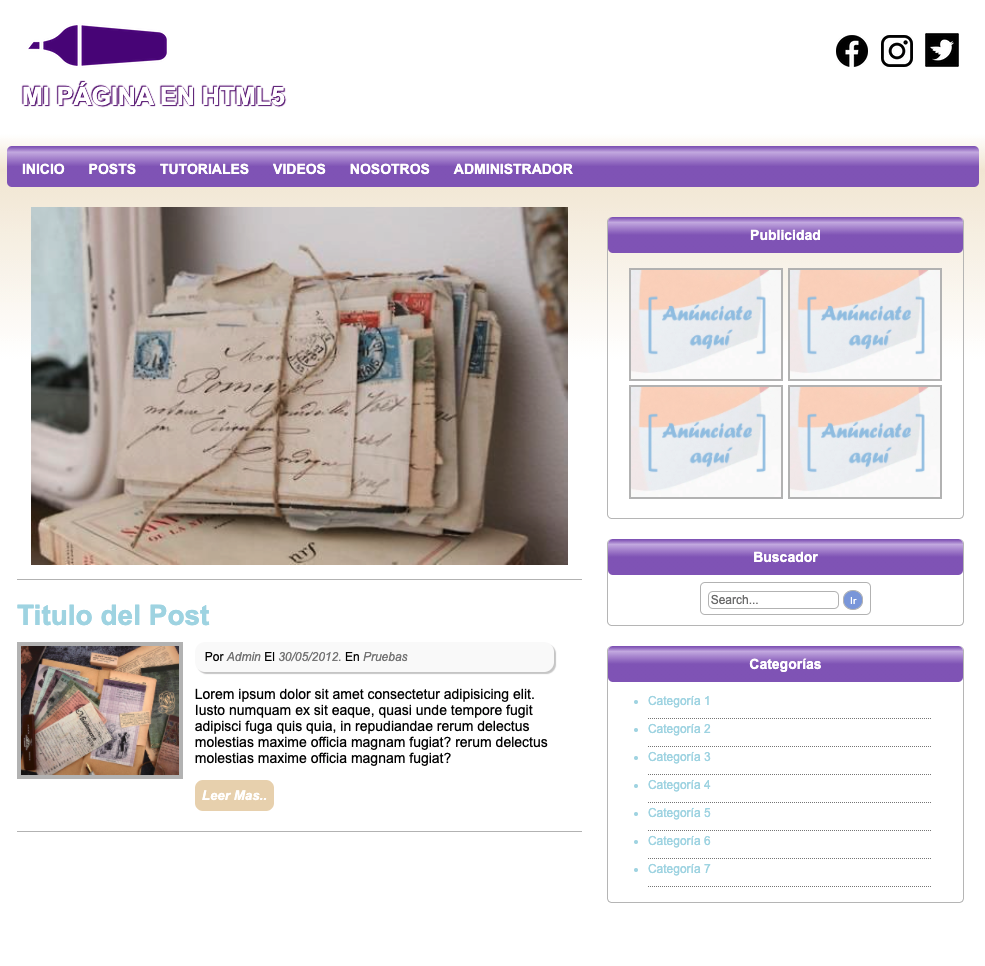 MI PÁGINA EN HTML5
INICIO POSTS TUTORIALES VIDEOS NOSOTROS ADMINISTRADOR
Titulo del Post
Por Admin El 30/05/2012. En Pruebas
Lorem ipsum dolor sit amet consectetur adipisicing elit.
Iusto numquam ex sit eaque, quasi unde tempore fugit
adipisci fuga quis quia, in repudiandae rerum delectus
molestias maxime officia magnam fugiat? rerum delectus
molestias maxime officia magnam fugiat?
Leer Mas..
Publicidad
[ Anúnciate
aquí ]
[ Anúnciate
aquí ]
[ Anúnciate
aquí ]
[ Anúnciate
aquí ]
Buscador
Search... Ir
Categorías
Categoría 1
Categoría 2
Categoría 3
Categoría 4
Categoría 5
Categoría 6
Categoría 7